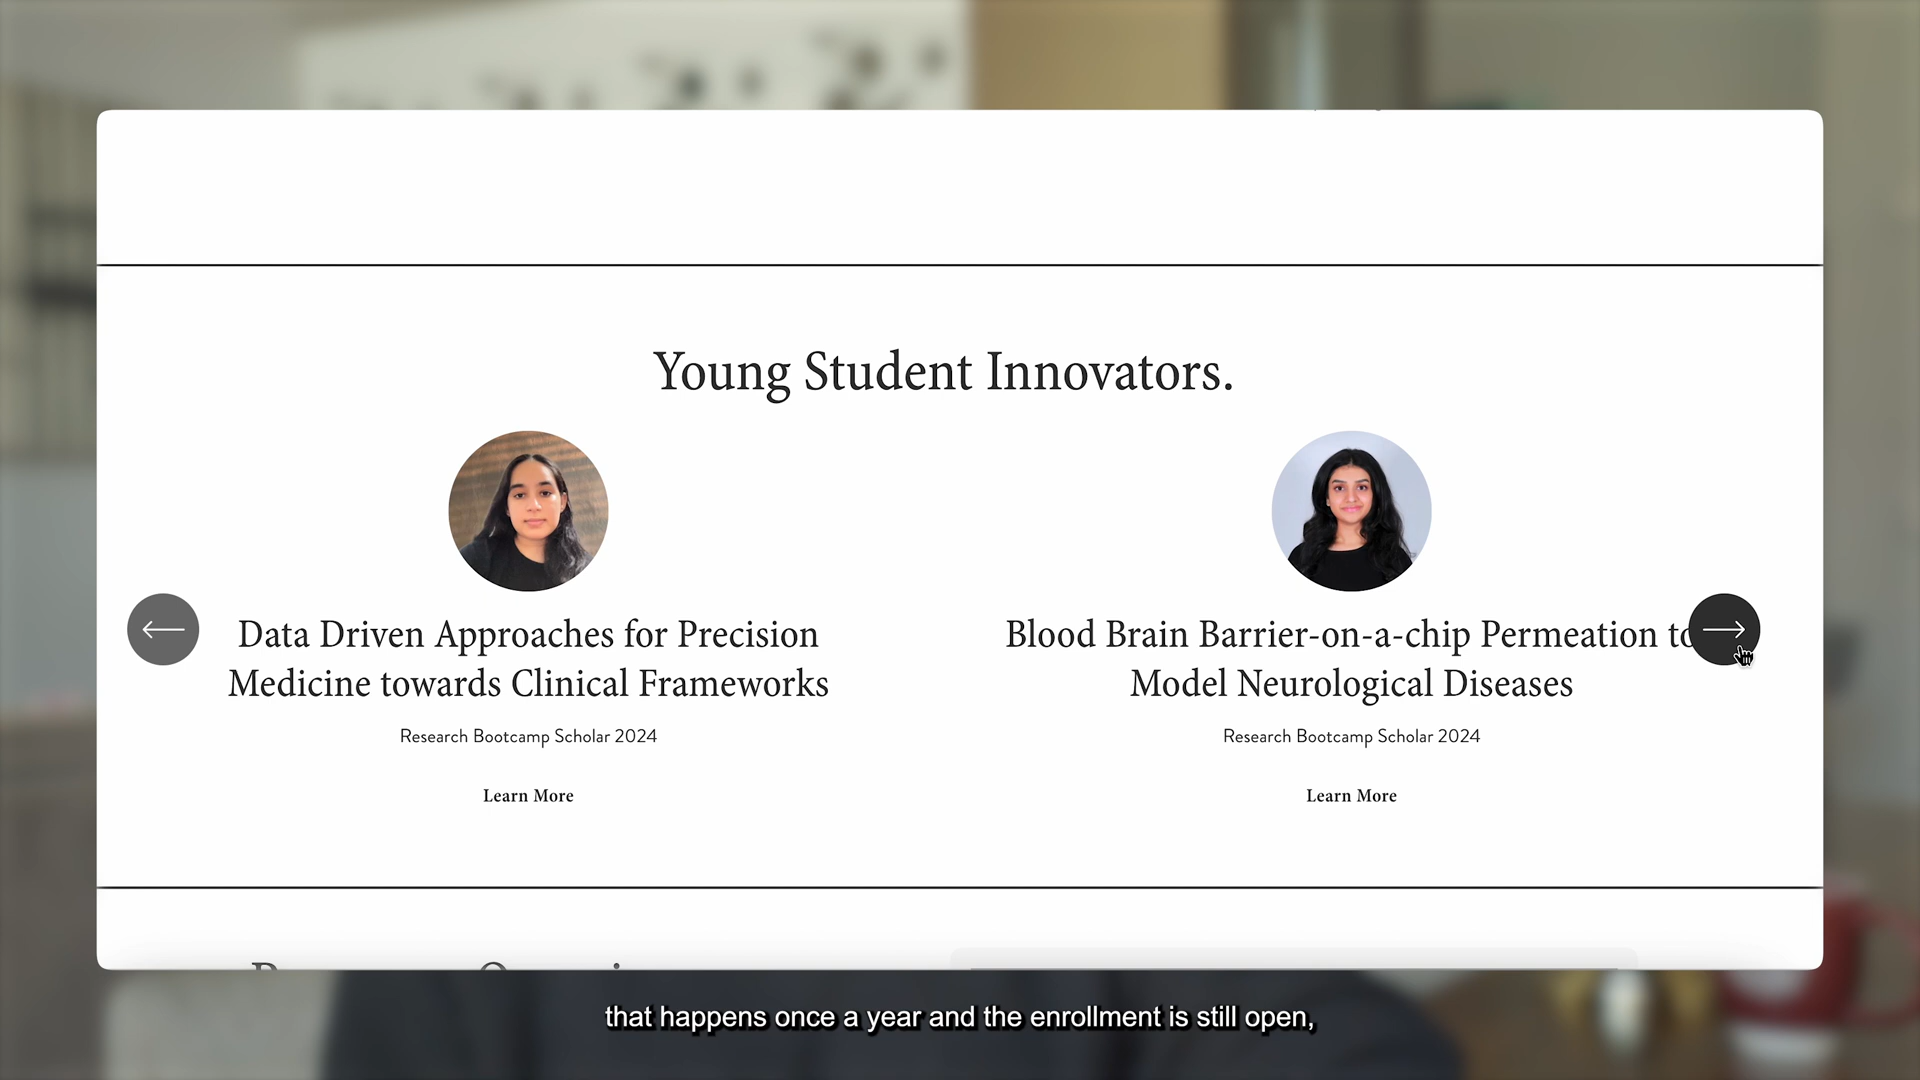 Young Student Innovators.
Data Driven Approaches for Precision
Medicine towards Clinical Frameworks
Research Bootcamp Scholar 2024
Learn More
Blood Brain Barrier-on-a-chip Permeation to
Model Neurological Diseases
Research Bootcamp Scholar 2024
Learn More
that happens once a year and the enrollment is still open,